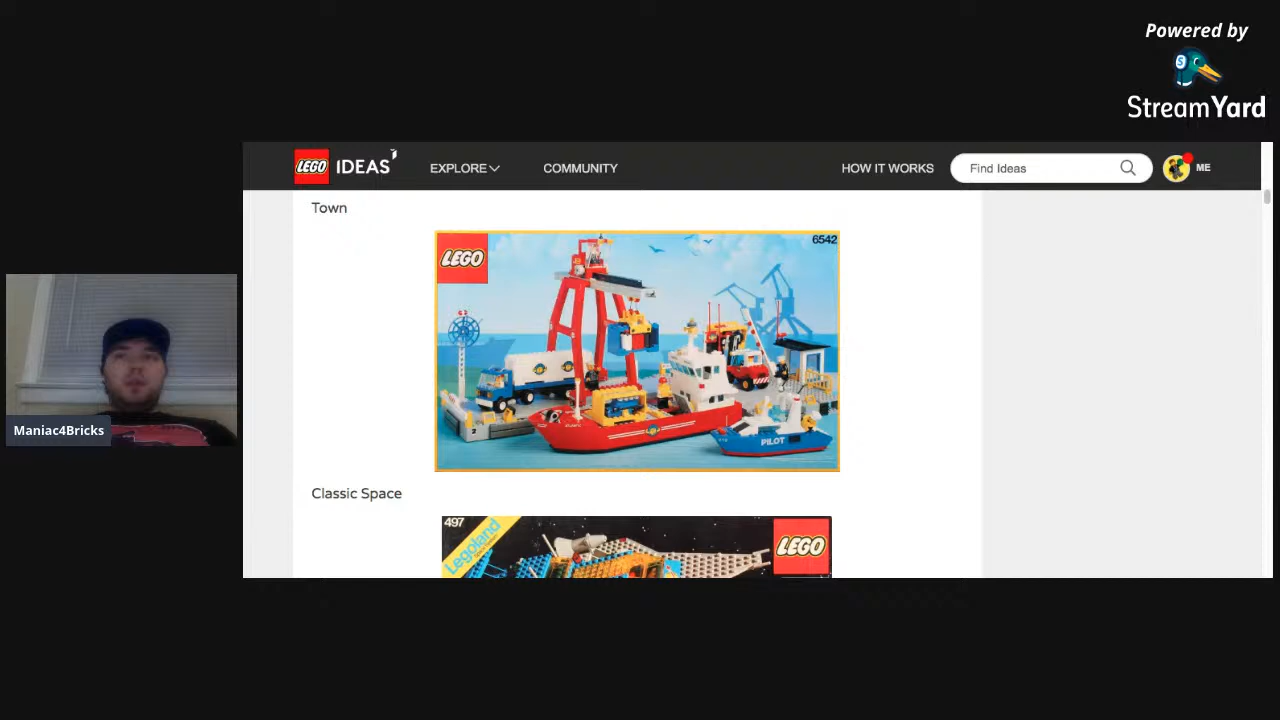 Powered by
StreamYard
LEGO IDEAS
EXPLORE
COMMUNITY
HOW IT WORKS
Find Ideas
ME
Town
LEGO
6542
PILOT
Maniac4Bricks
Classic Space
497
Legoland
LEGO